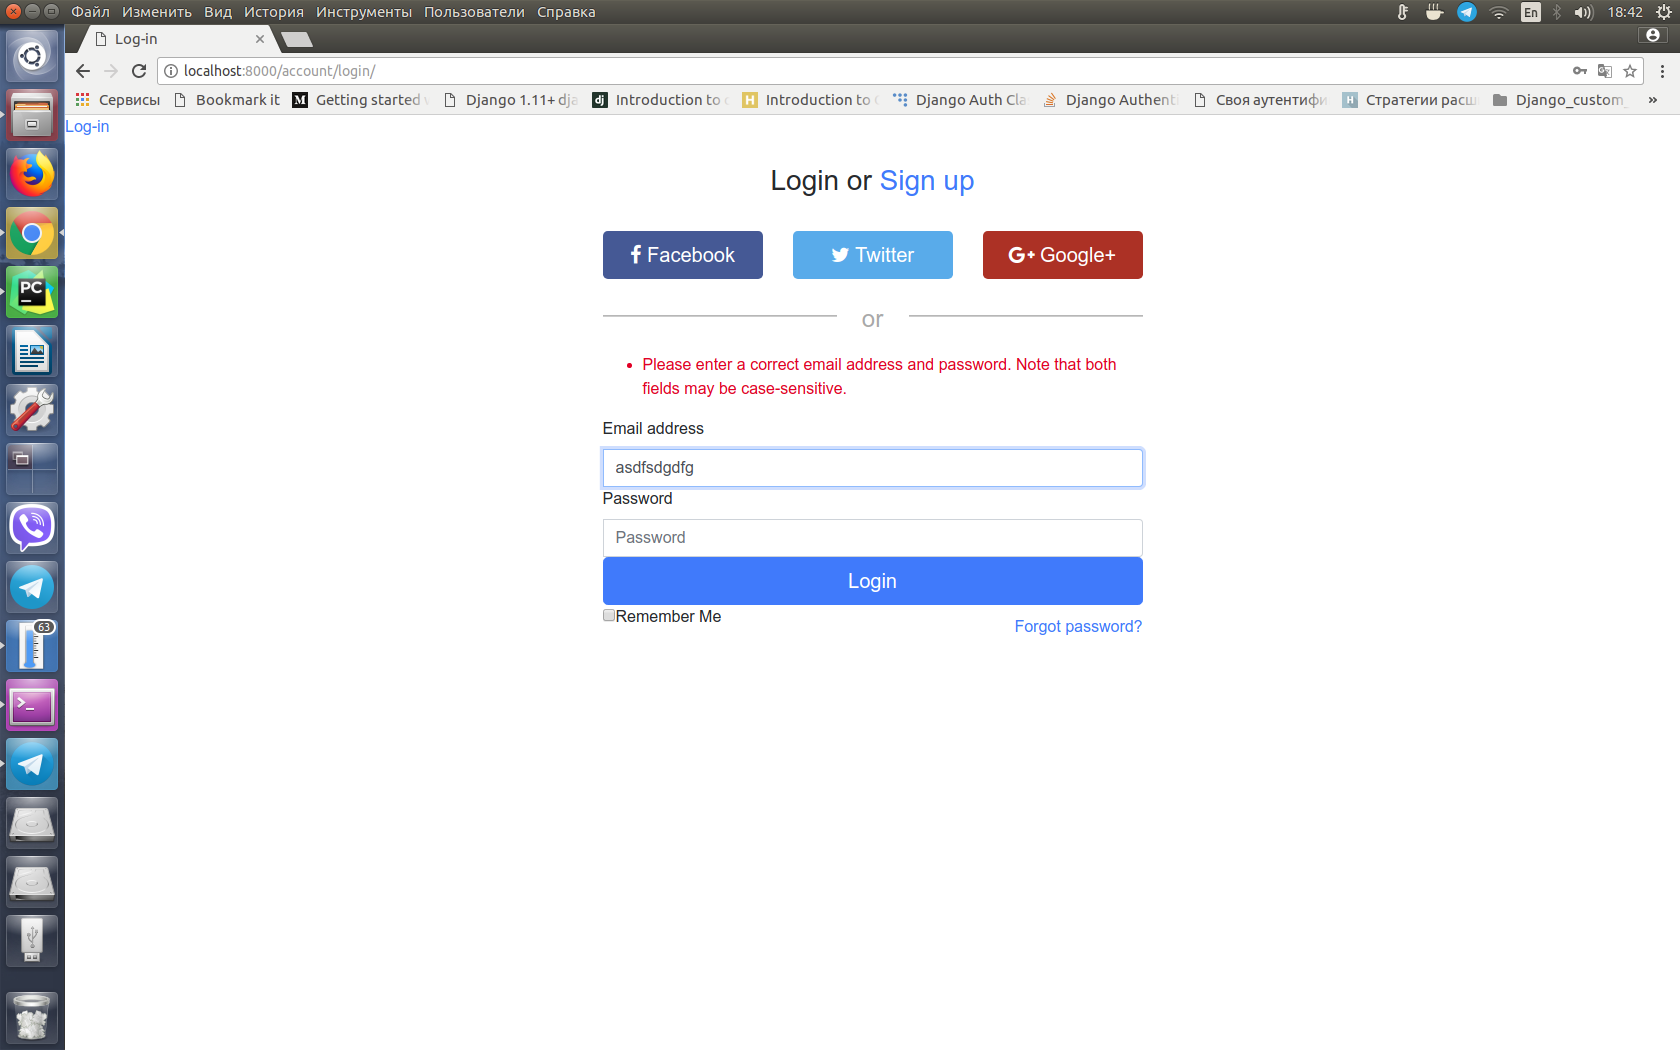 Файл Изменить Вид История Инструменты Пользователи Справка En 18:42
Log-in
localhost:8000/account/login/
Сервисы Bookmark it Getting started Django 1.11+ dja Introduction to Introduction to Django Auth Cla Django Authent Своя аутентифи Стратегии расш Django_custom_ »
Log-in
Login or Sign up
Facebook Twitter G+ Google+
or
Please enter a correct email address and password. Note that both
fields may be case-sensitive.
Email address
asdfsdgdfg
Password
Password
Login
Remember Me
Forgot password?
PC
63